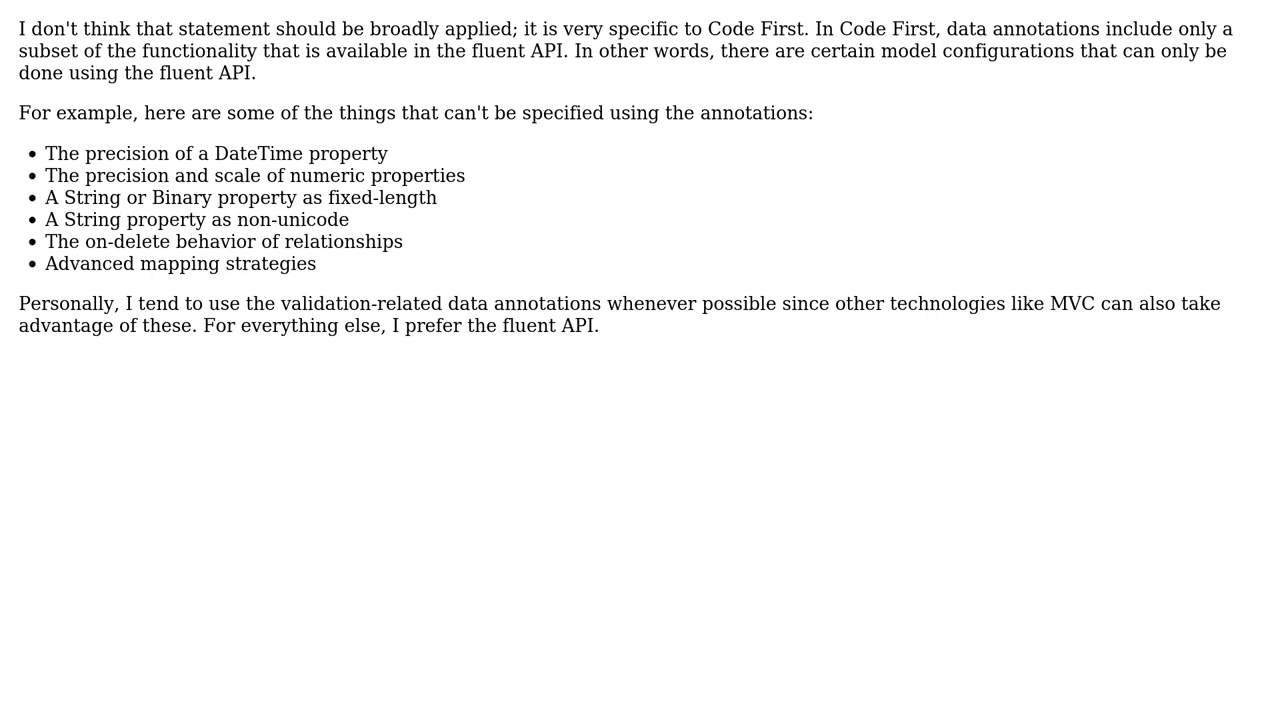 I don't think that statement should be broadly applied; it is very specific to Code First. In Code First, data annotations include only a
subset of the functionality that is available in the fluent API. In other words, there are certain model configurations that can only be
done using the fluent API.
For example, here are some of the things that can't be specified using the annotations:
• The precision of a DateTime property
• The precision and scale of numeric properties
• A String or Binary property as fixed-length
• A String property as non-unicode
• The on-delete behavior of relationships
• Advanced mapping strategies
Personally, I tend to use the validation-related data annotations whenever possible since other technologies like MVC can also take
advantage of these. For everything else, I prefer the fluent API.